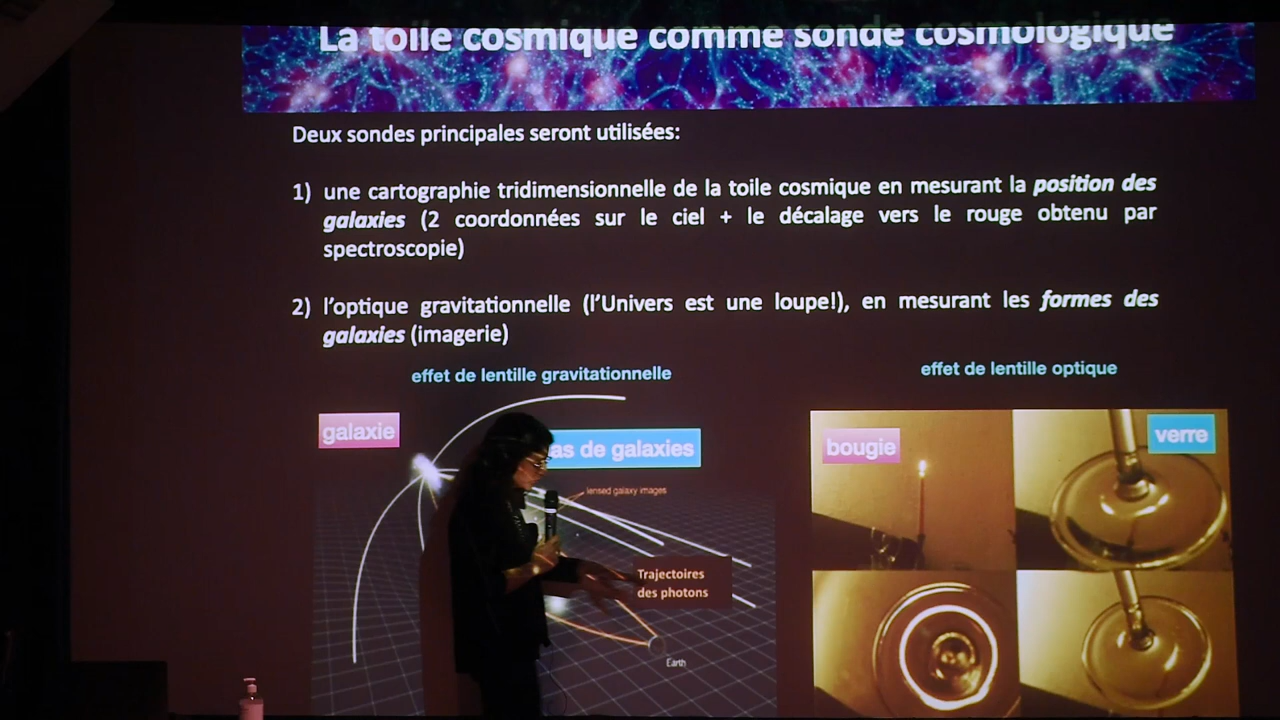 La toile cosmique comme sonde cosmologique
Deux sondes principales seront utilisées:
1) une cartographie tridimensionnelle de la toile cosmique en mesurant la position des
galaxies (2 coordonnées sur le ciel + le décalage vers le rouge obtenu par
spectroscopie)
2) l'optique gravitationnelle (l'Univers est une loupe!), en mesurant les formes des
galaxies (imagerie)
effet de lentille gravitationnelle
galaxie
as de galaxies
lensed galaxy images
Trajectoires
des photons
Earth
effet de lentille optique
bougie
verre